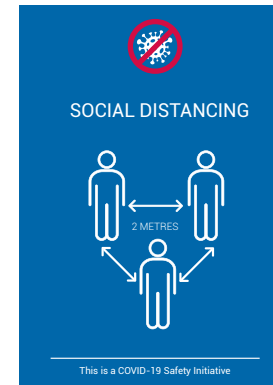 SOCIAL DISTANCING
2 METRES
This is a COVID-19 Safety Initiative